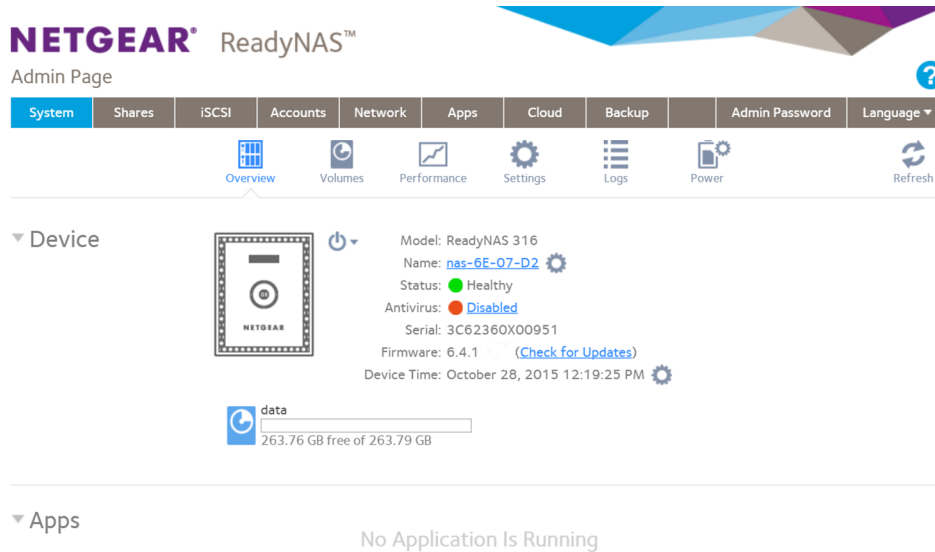 NETGEAR® ReadyNAS™
Admin Page
?
System Shares iSCSI Accounts Network Apps Cloud Backup Admin Password Language
Overview Volumes Performance Settings Logs Power Refresh
Device
NETGEAR
Model: ReadyNAS 316
Name: nas-6E-07-D2
Status: Healthy
Antivirus: Disabled
Serial: 3C62360X00951
Firmware: 6.4.1 (Check for Updates)
Device Time: October 28, 2015 12:19:25 PM
data
263.76 GB free of 263.79 GB
Apps
No Application Is Running